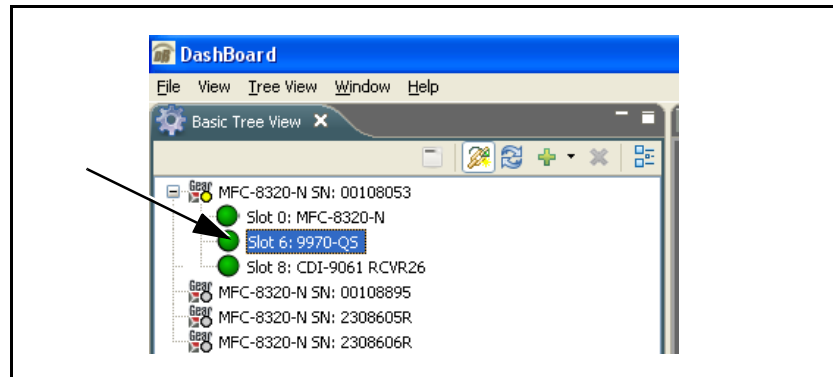 DashBoard
File View Tree View Window Help
Basic Tree View
MFC-8320-N SN: 00108053
Slot 0: MFC-8320-N
Slot 6: 9970-QS
Slot 8: CDI-9061 RCVR26
MFC-8320-N SN: 00108895
MFC-8320-N SN: 2308605R
MFC-8320-N SN: 2308606R